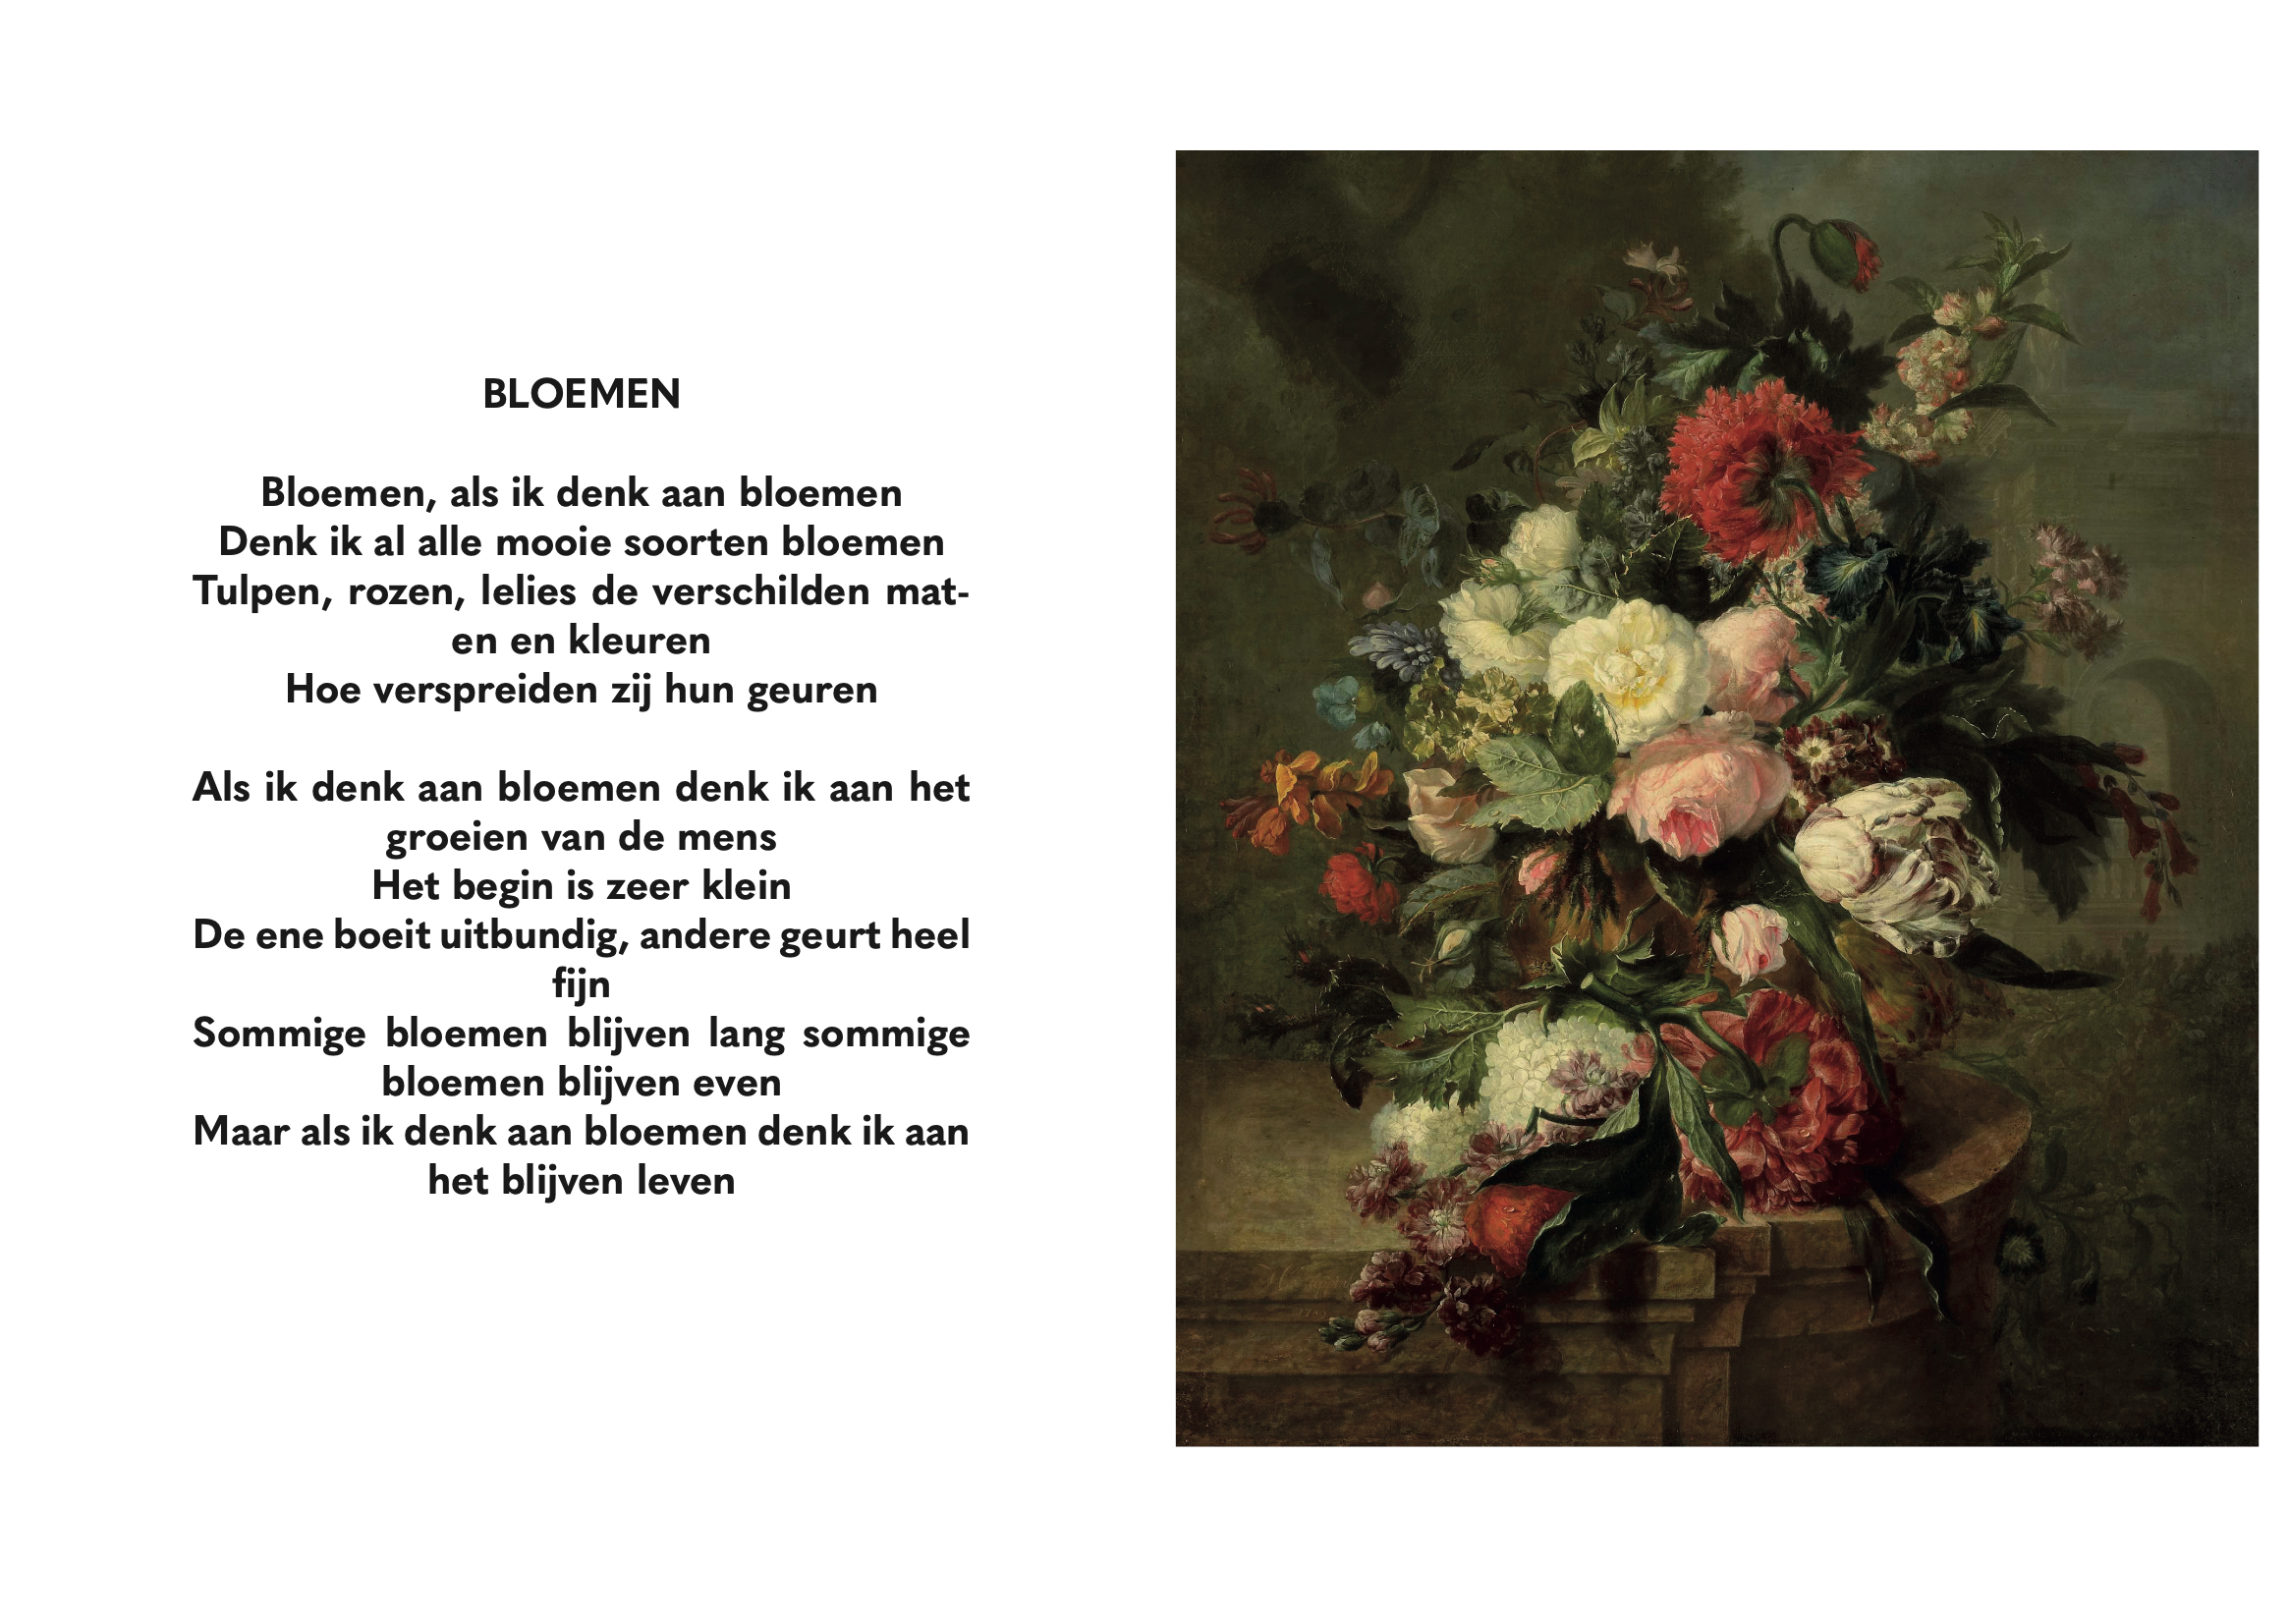 BLOEMEN
Bloemen, als ik denk aan bloemen
Denk ik al alle mooie soorten bloemen
Tulpen, rozen, lelies de verschilden mat-
en en kleuren
Hoe verspreiden zij hun geuren
Als ik denk aan bloemen denk ik aan het
groeien van de mens
Het begin is zeer klein
De ene boeit uitbundig, andere geurt heel
fijn
Sommige bloemen blijven lang sommige
bloemen blijven even
Maar als ik denk aan bloemen denk ik aan
het blijven leven